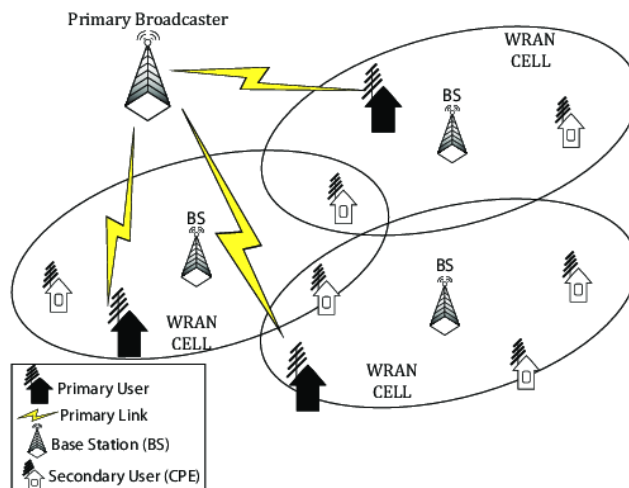 Primary Broadcaster
WRAN
CELL
BS
BS
WRAN
CELL
BS
WRAN
CELL
Primary User
Primary Link
Base Station (BS)
Secondary User (CPE)